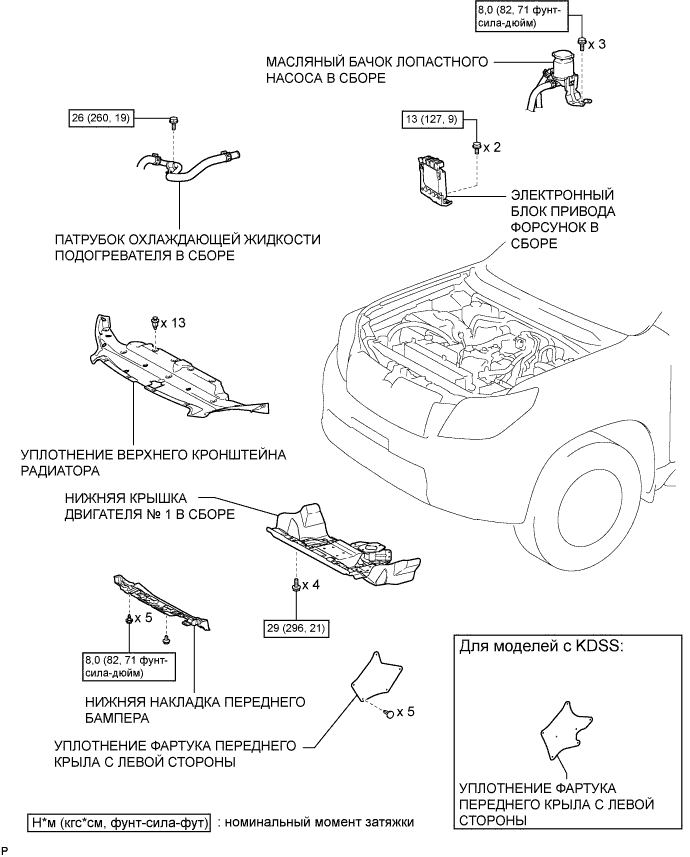 8,0 (82, 71 фунт-
сила-дюйм)
x 3
МАСЛЯНЫЙ БАЧОК ЛОПАСТНОГО
НАСОСА В СБОРЕ
26 (260, 19)
13 (127, 9)
x 2
ЭЛЕКТРОННЫЙ
БЛОК ПРИВОДА
ФОРСУНОК В
СБОРЕ
ПАТРУБОК ОХЛАЖДАЮЩЕЙ ЖИДКОСТИ
ПОДОГРЕВАТЕЛЯ В СБОРЕ
x 13
УПЛОТНЕНИЕ ВЕРХНЕГО КРОНШТЕЙНА
РАДИАТОРА
НИЖНЯЯ КРЫШКА
ДВИГАТЕЛЯ № 1 В СБОРЕ
x 4
29 (296, 21)
x 5
8,0 (82, 71 фунт-
сила-дюйм)
НИЖНЯЯ НАКЛАДКА ПЕРЕДНЕГО
БАМПЕРА
x 5
УПЛОТНЕНИЕ ФАРТУКА ПЕРЕДНЕГО
КРЫЛА С ЛЕВОЙ СТОРОНЫ
Для моделей с KDSS:
УПЛОТНЕНИЕ ФАРТУКА
ПЕРЕДНЕГО КРЫЛА С ЛЕВОЙ
СТОРОНЫ
Н*м (кгс*см, фунт-сила-фут) : номинальный момент затяжки
P